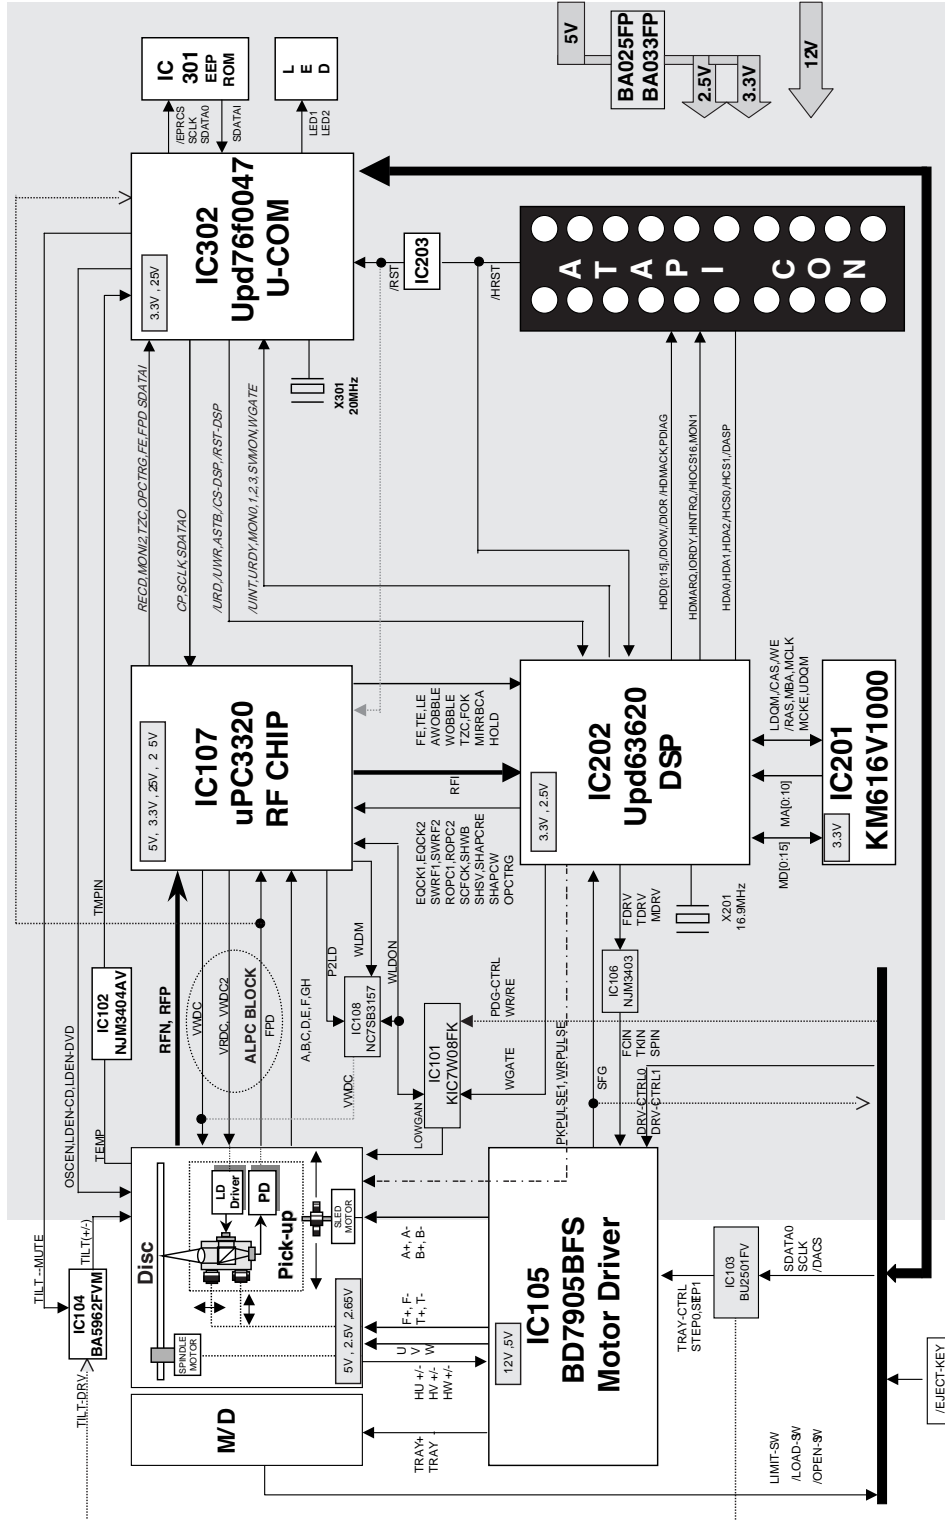 TILT-DRV
IC104
BA5962FVM
TILT --MUTE
TILT(+/-)
OSCEN,LDEN-CD,LDEN-DVD
TEMP
IC102
NJM3404AV
TMPIN
M/D
Disc
SPINDLE
MOTOR
Pick-up
LD
Driver
PD
SLED
MOTOR
5V , 2.5V ,2.65V
RFN, RFP
VWDC
VRDC, VWDC2
ALPC BLOCK
FPD
A,B,C,D,E,F,GH
VWDC
P2LD
IC108
NC7SB3157
WLDM
WLDON
LOWGAN
IC101
KIC7W08FK
WGATE
PDG-CTRL
WR/RE
5V, 3.3V ,25V , 2 5V
IC107
uPC3320
RF CHIP
RECD,MONI2,TZC,OPCTRG,FE,FPD SDATAI
CP,SCLK,SDATAO
/URD,/UWR,ASTB,/CS-DSP,/RST-DSP
/UINT,URDY,MON0,1,2,3,SVMON,WGATE
3.3V , 25V
IC302
Upd76f0047
U-COM
/EPRCS
SCLK
SDATA0
SDATAI
IC
301
EEP
ROM
LED1
LED2
L
E
D
X301
20MHz
/RST
IC203
/HRST
A T A P I C O N
5V
BA025FP
BA033FP
2.5V
3.3V
12V
TRAY+
TRAY -
HU +/-
HV +/-
HW +/-
U
V
W
F+, F-
T+, T-
A+, A-
B+, B-
12V ,5V
IC105
BD7905BFS
Motor Driver
PKPULSE1, WRPULSE
SFG
DRV-CTRL0
DRV-CTRL1
FCIN
TKIN
SPIN
IC106
NJM3403
FDRV
TDRV
MDRV
EQCK1,EQCK2
SWRF1,SWRF2
ROPC1,ROPC2
SCFCK,SHWB
SHSV,SHAPCRE
SHAPCW
OPCTRG
RFI
FE,TE,LE
AWOBBLE
WOBBLE
TZC,FOK
MIRRBCA
HOLD
3.3V , 2.5V
IC202
Upd63620
DSP
X201
16.9MHz
HDD[0:15],/DIOW,/DIOR /HDMACK,PDIAG
HDMARQ,IORDY,HINTRQ,/HIOCS16,MON1
HDA0,HDA1,HDA2,/HCS0,/HCS1,/DASP
MD[0:15]
MA[0:10]
LDQM,/CAS,/WE
/RAS,MBA,MCLK
MCKE,UDQM
3.3V
IC201
KM616V1000
TRAY-CTRL
STEP0,STEP1
IC103
BU2501FV
SDATA0
SCLK
/DACS
LIMIT-SW
/LOAD-SW
/OPEN-SW
/EJECT-KEY